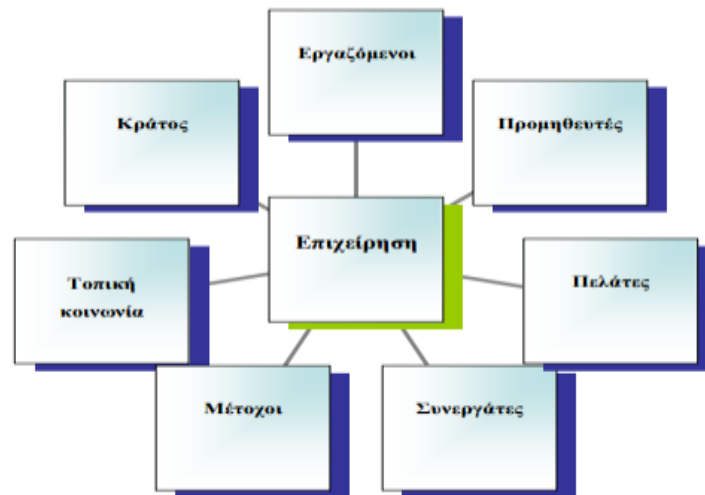 Εργαζόμενοι
Κράτος
Προμηθευτές
Επιχείρηση
Τοπική
κοινωνία
Πελάτες
Μέτοχοι
Συνεργάτες